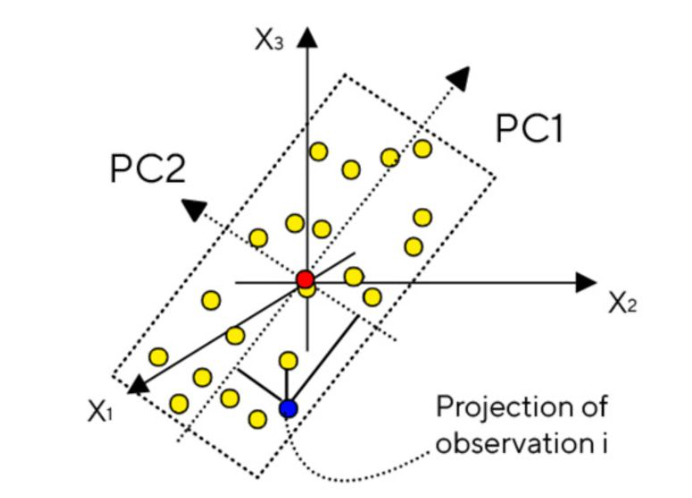 X₃
PC1
PC2
X₂
X₁
Projection of
observation i